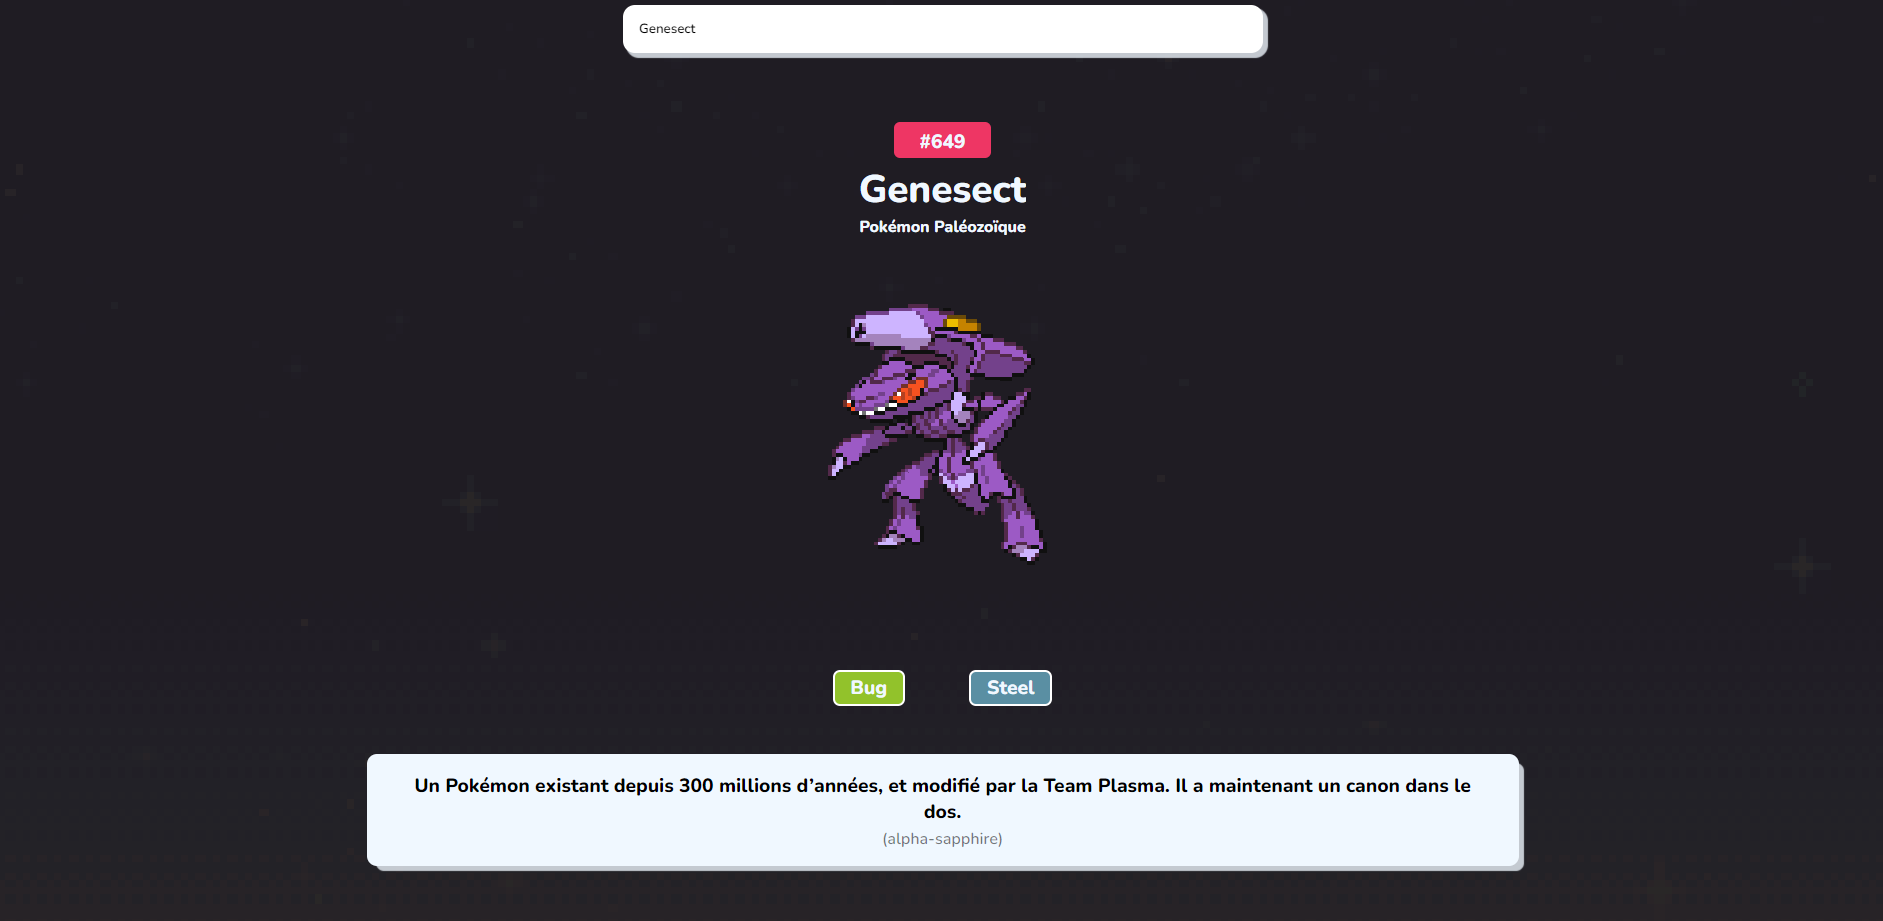 Genesect
#649
Genesect
Pokémon Paléozoïque
Bug
Steel
Un Pokémon existant depuis 300 millions d’années, et modifié par la Team Plasma. Il a maintenant un canon dans le
dos.
(alpha-sapphire)